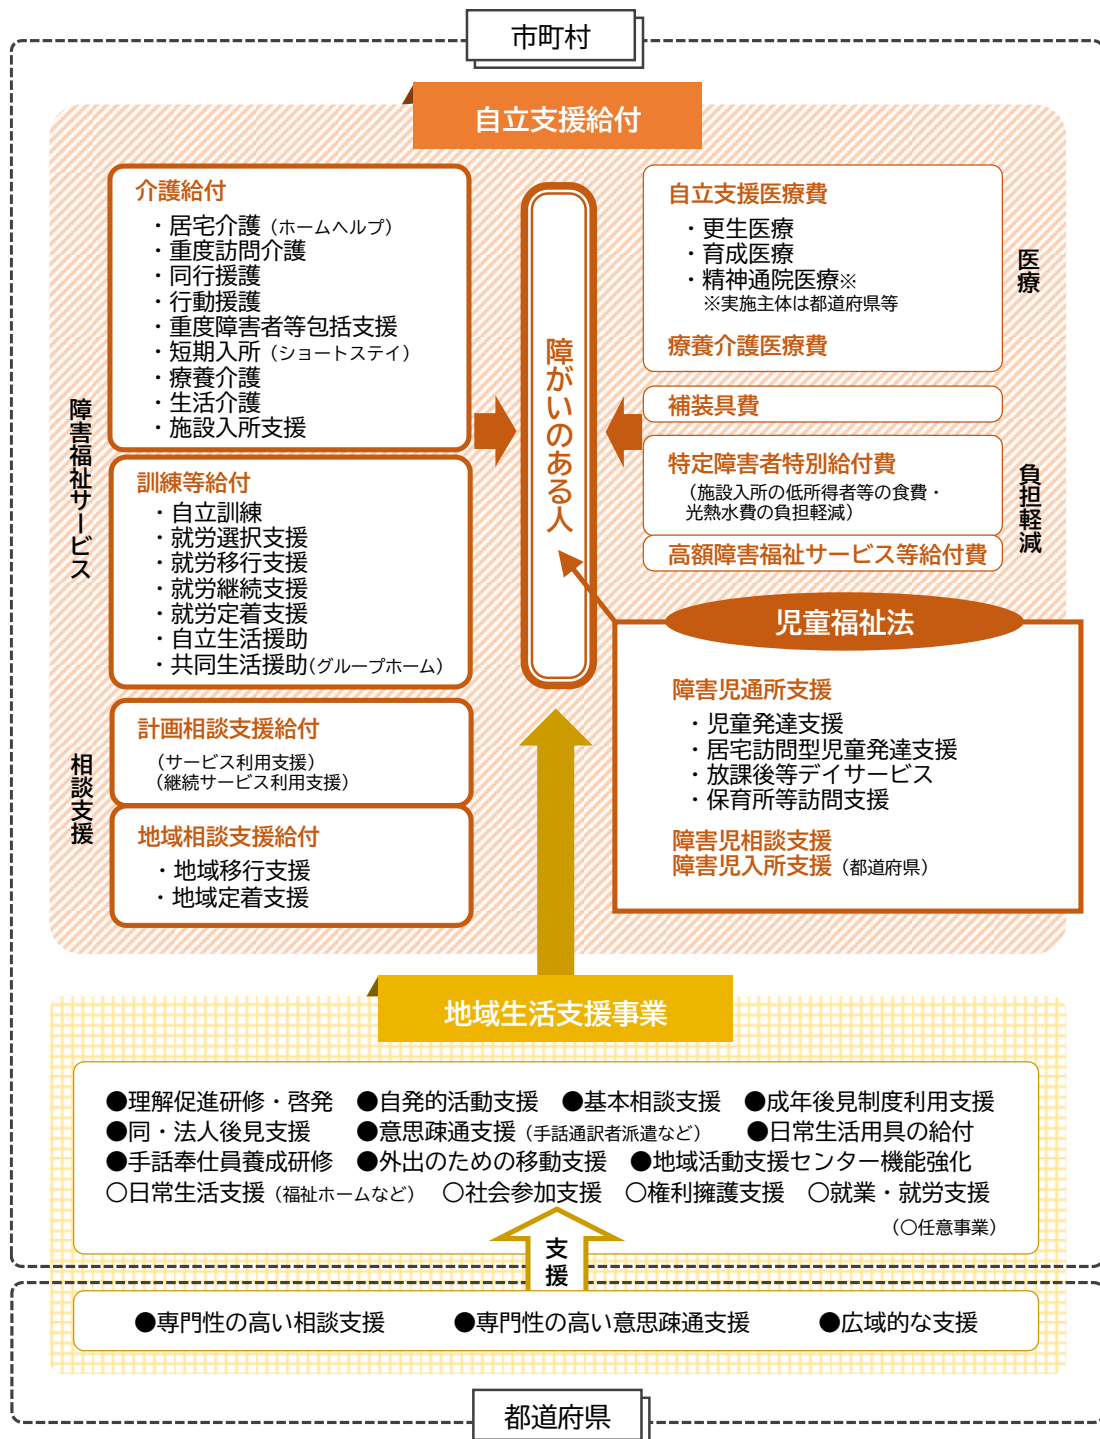 市町村
自立支援給付
障害福祉サービス
介護給付
・居宅介護（ホームヘルプ）
・重度訪問介護
・同行援護
・行動援護
・重度障害者等包括支援
・短期入所（ショートステイ）
・療養介護
・生活介護
・施設入所支援
訓練等給付
・自立訓練
・就労選択支援
・就労移行支援
・就労継続支援
・就労定着支援
・自立生活援助
・共同生活援助（グループホーム）
相談支援
計画相談支援給付
（サービス利用支援）
（継続サービス利用支援）
地域相談支援給付
・地域移行支援
・地域定着支援
障がいのある人
自立支援医療費
・更生医療
・育成医療
・精神通院医療※
※実施主体は都道府県等
療養介護医療費
医療
補装具費
特定障害者特別給付費
（施設入所の低所得者等の食費・
光熱水費の負担軽減）
高額障害福祉サービス等給付費
負担軽減
児童福祉法
障害児通所支援
・児童発達支援
・居宅訪問型児童発達支援
・放課後等デイサービス
・保育所等訪問支援
障害児相談支援
障害児入所支援（都道府県）
地域生活支援事業
●理解促進研修・啓発 ●自発的活動支援 ●基本相談支援 ●成年後見制度利用支援
●同・法人後見支援 ●意思疎通支援（手話通訳者派遣など） ●日常生活用具の給付
●手話奉仕員養成研修 ●外出のための移動支援 ●地域活動支援センター機能強化
○日常生活支援（福祉ホームなど） ○社会参加支援 ○権利擁護支援 ○就業・就労支援
（○任意事業）
支援
●専門性の高い相談支援 ●専門性の高い意思疎通支援 ●広域的な支援
都道府県